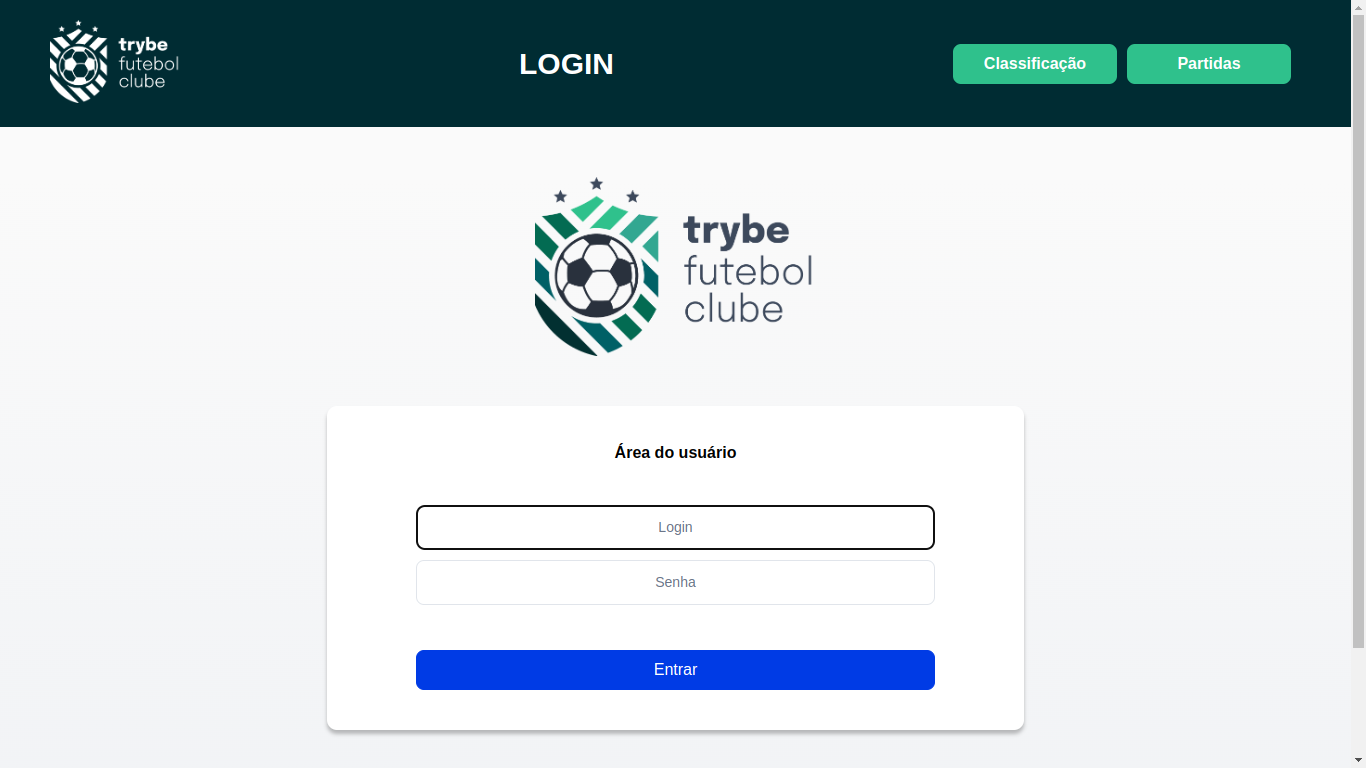 trybe
futebol
clube
LOGIN
Classificação
Partidas
trybe
futebol
clube
Área do usuário
Login
Senha
Entrar